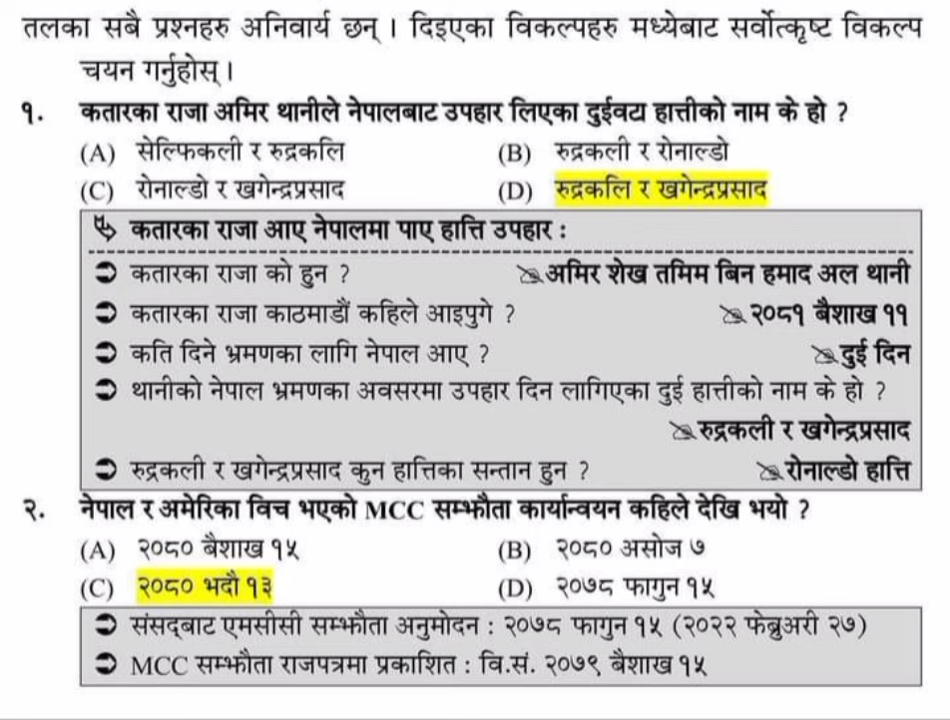 तलका सबै प्रश्नहरु अनिवार्य छन् । दिइएका विकल्पहरु मध्येबाट सर्वोत्कृष्ट विकल्प
चयन गर्नुहोस् ।
१. कतारका राजा अमिर थानीले नेपालबाट उपहार लिएका दुईवटा हात्तीको नाम के हो ?
(A) सेल्फिकली र रुद्रकलि (B) रुद्रकली र रोनाल्डो
(C) रोनाल्डो र खगेन्द्रप्रसाद (D) रुद्रकलि र खगेन्द्रप्रसाद
कतारका राजा आए नेपालमा पाए हात्ति उपहार :
कतारका राजा को हुन ? अमिर शेख तमिम बिन हमाद अल थानी
कतारका राजा काठमाडौं कहिले आइपुगे ? २०८१ बैशाख ११
कति दिने भ्रमणका लागि नेपाल आए ? दुई दिन
थानीको नेपाल भ्रमणका अवसरमा उपहार दिन लागिएका दुई हात्तीको नाम के हो ?
रुद्रकली र खगेन्द्रप्रसाद
रुद्रकली र खगेन्द्रप्रसाद कुन हात्तिका सन्तान हुन ? रोनाल्डो हात्ति
२. नेपाल र अमेरिका विच भएको MCC सम्झौता कार्यान्वयन कहिले देखि भयो ?
(A) २०८० बैशाख १५ (B) २०८० असोज ७
(C) २०८० भदौ १३ (D) २०७८ फागुन १५
संसद्बाट एमसीसी सम्झौता अनुमोदन : २०७८ फागुन १५ (२०२२ फेब्रुअरी २७)
MCC सम्झौता राजपत्रमा प्रकाशित : वि.सं. २०७९ बैशाख १५